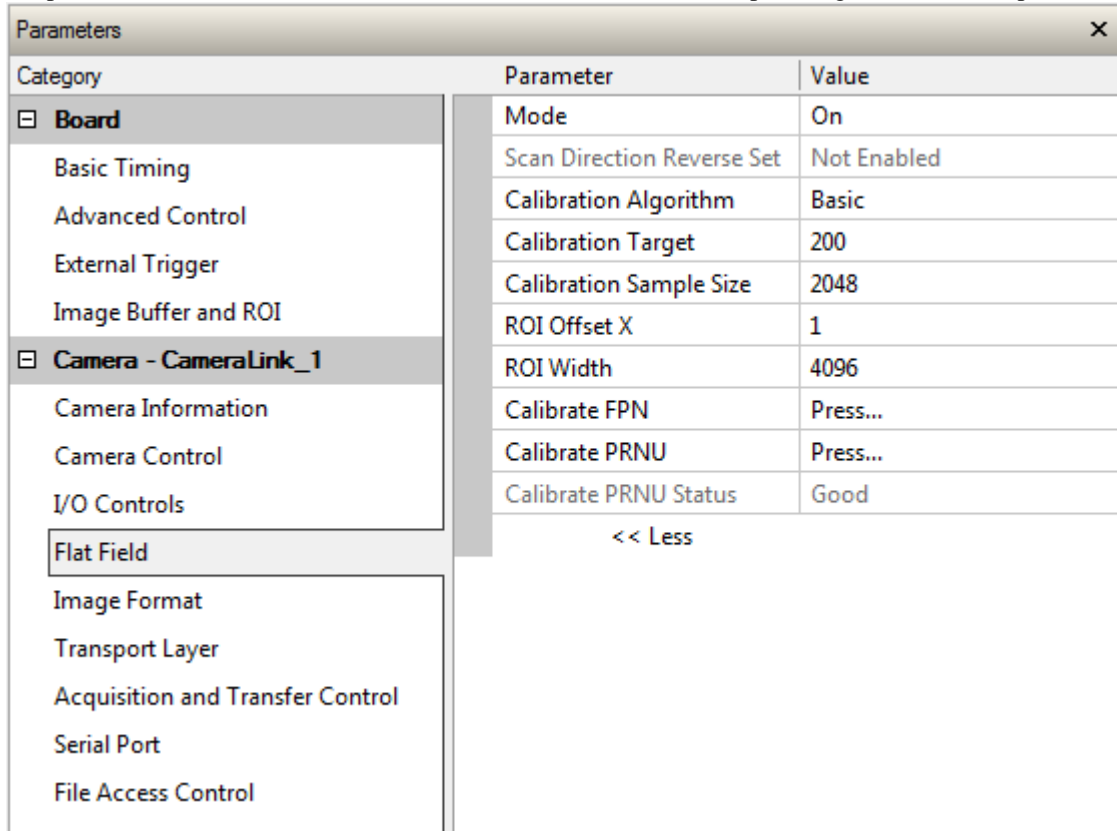 Parameters
Category
Parameter Value
Board
Mode On
Basic Timing
Scan Direction Reverse Set Not Enabled
Advanced Control
Calibration Algorithm Basic
External Trigger
Calibration Target 200
Image Buffer and ROI
Calibration Sample Size 2048
ROI Offset X 1
Camera - CameraLink_1
ROI Width 4096
Camera Information
Calibrate FPN Press...
Camera Control
Calibrate PRNU Press...
I/O Controls
Calibrate PRNU Status Good
Flat Field
<< Less
Image Format
Transport Layer
Acquisition and Transfer Control
Serial Port
File Access Control